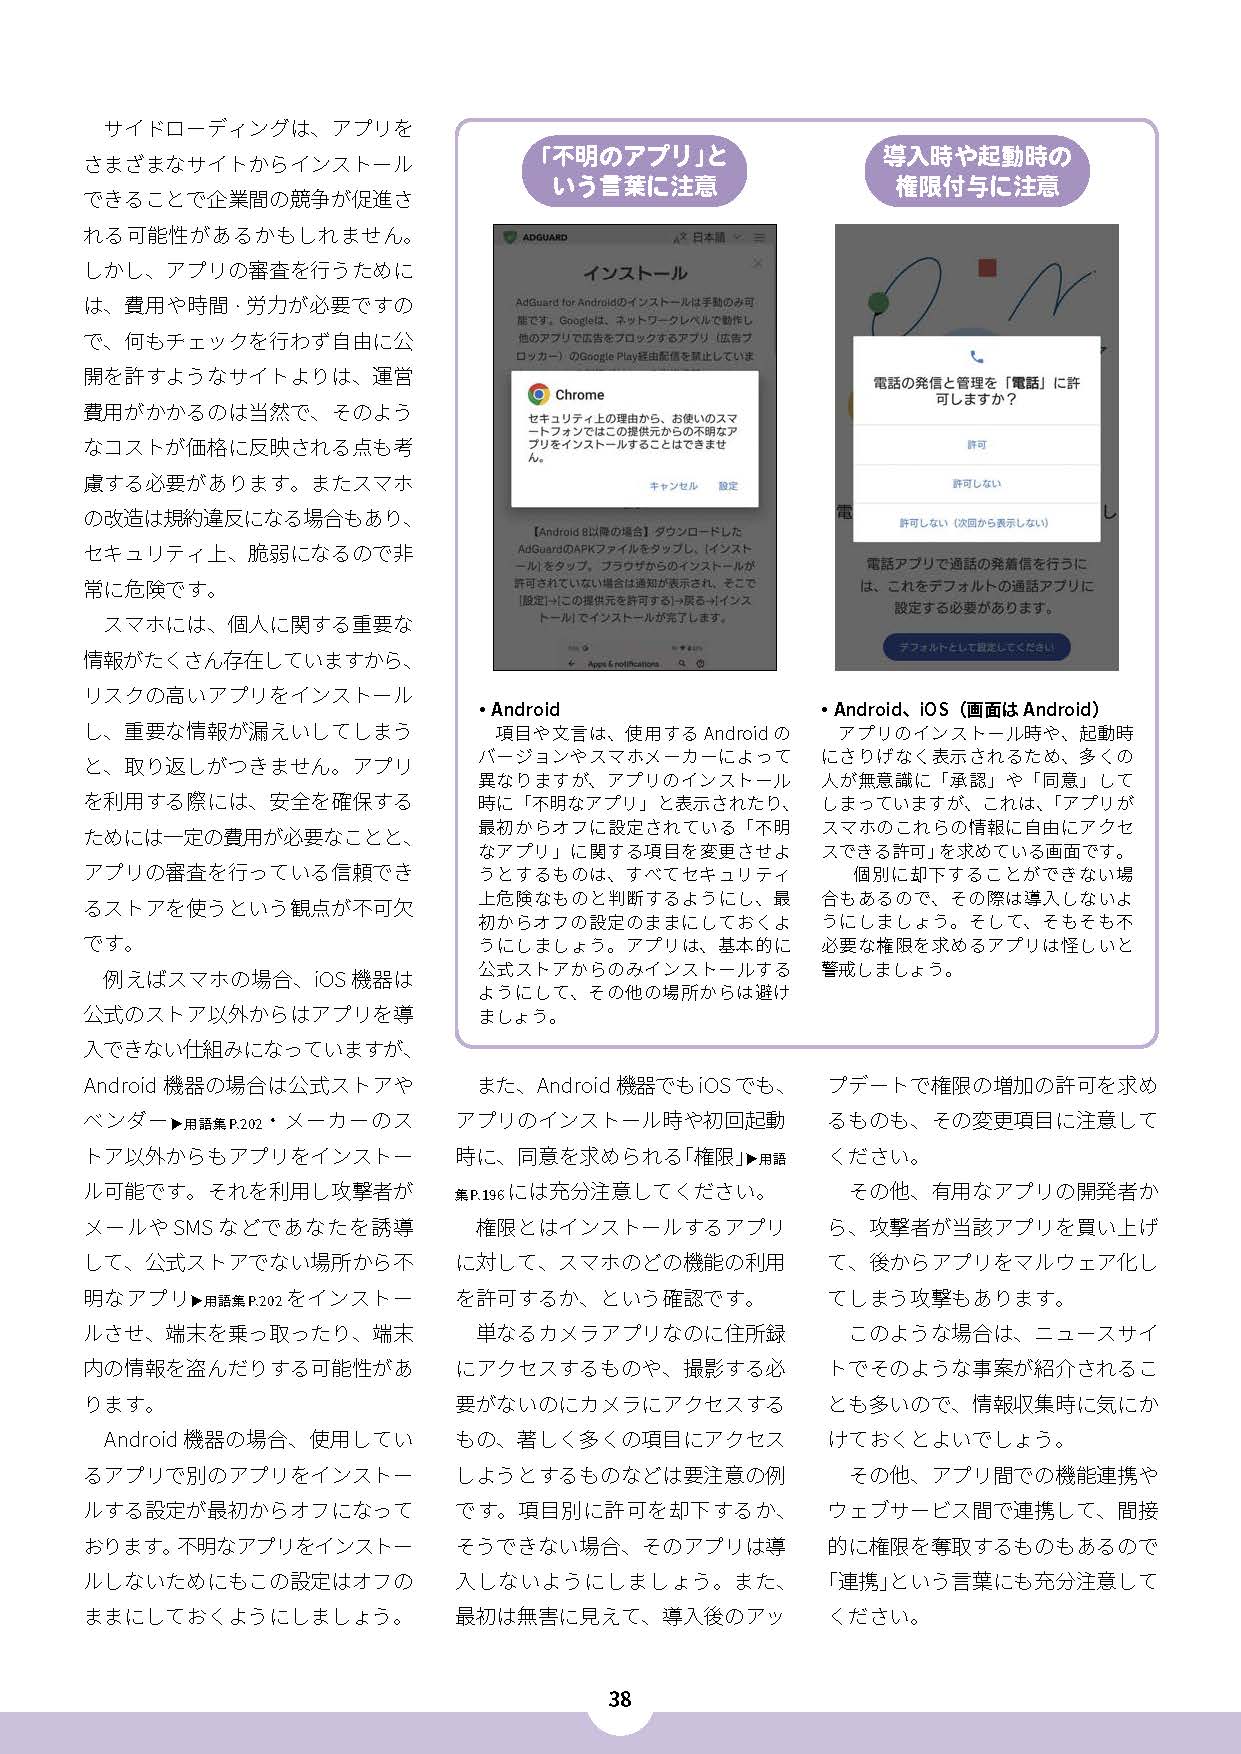 サイドローディングは、アプリを
さまざまなサイトからインストール
できることで企業間の競争が促進さ
れる可能性があるかもしれません。
しかし、アプリの審査を行うために
は、費用や時間・労力が必要ですの
で、何もチェックを行わず自由に公
開を許すようなサイトよりは、運営
費用がかかるのは当然で、そのよう
なコストが価格に反映される点も考
慮する必要があります。またスマホ
の改造は規約違反になる場合もあり、
セキュリティ上、脆弱になるので非
常に危険です。
スマホには、個人に関する重要な
情報がたくさん存在していますから、
リスクの高いアプリをインストール
し、重要な情報が漏えいしてしまう
と、取り返しがつきません。アプリ
を利用する際には、安全を確保する
ためには一定の費用が必要なことと、
アプリの審査を行っている信頼でき
るストアを使うという観点が不可欠
です。
例えばスマホの場合、iOS 機器は
公式のストア以外からはアプリを導
入できない仕組みになっていますが、
Android 機器の場合は公式ストアや
ベンダー▶用語集P.202・メーカーのス
トア以外からもアプリをインストー
ル可能です。それを利用し攻撃者が
メールや SMS などであなたを誘導
して、公式ストアでない場所から不
明なアプリ▶用語集P.202をインストー
ルさせ、端末を乗っ取ったり、端末
内の情報を盗んだりする可能性があ
ります。
Android 機器の場合、使用してい
るアプリで別のアプリをインストー
ルする設定が最初からオフになって
おります。不明なアプリをインストー
ルしないためにもこの設定はオフの
ままにしておくようにしましょう。
「不明のアプリ」と
いう言葉に注意
ADGUARD
日本語
インストール
AdGuard for Androidのインストールは手動のみ可
能です。Googleは、ネットワークレベルで動作し
他のアプリで広告をブロックするアプリ（広告ブ
ロッカー）のGoogle Play経由配信を禁止していま
Chrome
セキュリティ上の理由から、お使いのスマ
ートフォンではこの提供元からの不明なア
プリをインストールすることはできませ
ん。
キャンセル 設定
【Android 8以降の場合】ダウンロードした
AdGuardのAPKファイルをタップし、[インスト
ール] をタップ。ブラウザからのインストールが
許可されていない場合は通知が表示され、そこで
[設定]→[この提供元を許可する]→戻る→[インス
トール] でインストールが完了します。
Apps & notifications
• Android
項目や文言は、使用する Android の
バージョンやスマホメーカーによって
異なりますが、アプリのインストール
時に「不明なアプリ」と表示されたり、
最初からオフに設定されている「不明
なアプリ」に関する項目を変更させよ
うとするものは、すべてセキュリティ
上危険なものと判断するようにし、最
初からオフの設定のままにしておくよ
うにしましょう。アプリは、基本的に
公式ストアからのみインストールする
ようにして、その他の場所からは避け
ましょう。
導入時や起動時の
権限付与に注意
電話の発信と管理を「電話」に許
可しますか？
許可
許可しない
許可しない（次回から表示しない）
電
し
電話アプリで通話の発着信を行うに
は、これをデフォルトの通話アプリに
設定する必要があります。
デフォルトとして設定してください
• Android、iOS（画面は Android）
アプリのインストール時や、起動時
にさりげなく表示されるため、多くの
人が無意識に「承認」や「同意」して
しまっていますが、これは、「アプリが
スマホのこれらの情報に自由にアクセ
スできる許可」を求めている画面です。
個別に却下することができない場
合もあるので、その際は導入しないよ
うにしましょう。そして、そもそも不
必要な権限を求めるアプリは怪しいと
警戒しましょう。
また、Android 機器でも iOS でも、
アプリのインストール時や初回起動
時に、同意を求められる「権限」▶用語
集P.196には充分注意してください。
権限とはインストールするアプリ
に対して、スマホのどの機能の利用
を許可するか、という確認です。
単なるカメラアプリなのに住所録
にアクセスするものや、撮影する必
要がないのにカメラにアクセスする
もの、著しく多くの項目にアクセス
しようとするものなどは要注意の例
です。項目別に許可を却下するか、
そうできない場合、そのアプリは導
入しないようにしましょう。また、
最初は無害に見えて、導入後のアッ
プデートで権限の増加の許可を求め
るものも、その変更項目に注意して
ください。
その他、有用なアプリの開発者か
ら、攻撃者が当該アプリを買い上げ
て、後からアプリをマルウェア化し
てしまう攻撃もあります。
このような場合は、ニュースサイ
トでそのような事案が紹介されるこ
とも多いので、情報収集時に気にか
けておくとよいでしょう。
その他、アプリ間での機能連携や
ウェブサービス間で連携して、間接
的に権限を奪取するものもあるので
「連携」という言葉にも充分注意して
ください。
38